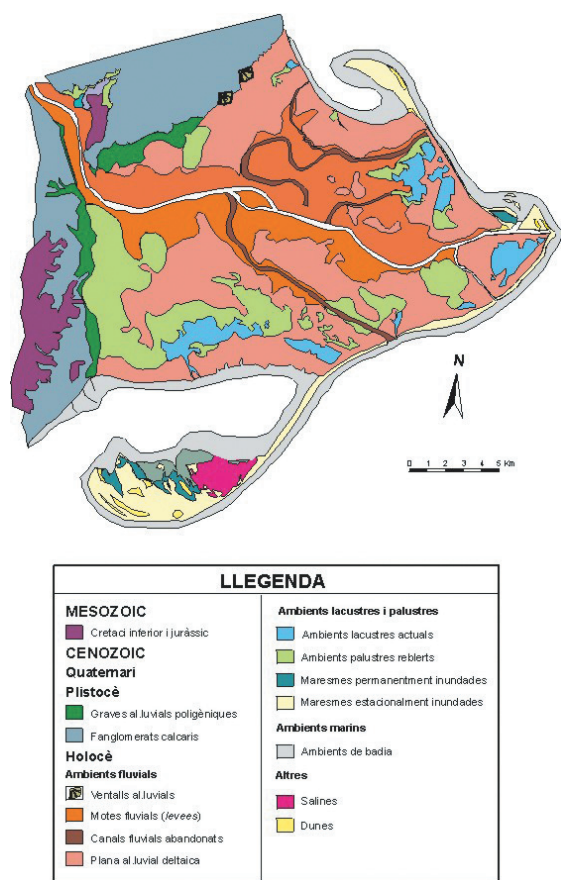 N
0 1 2 3 4 5 Km
LLEGENDA
MESOZOIC
Cretaci inferior i juràssic
CENOZOIC
Quaternari
Plistocè
Graves al.luvials poligèniques
Fanglomerats calcaris
Holocè
Ambients fluvials
Ventalls al.luvials
Motes fluvials (levees)
Canals fluvials abandonats
Plana al.luvial deltaica
Ambients lacustres i palustres
Ambients lacustres actuals
Ambients palustres reblerts
Maresmes permanentment inundades
Maresmes estacionalment inundades
Ambients marins
Ambients de badia
Altres
Salines
Dunes